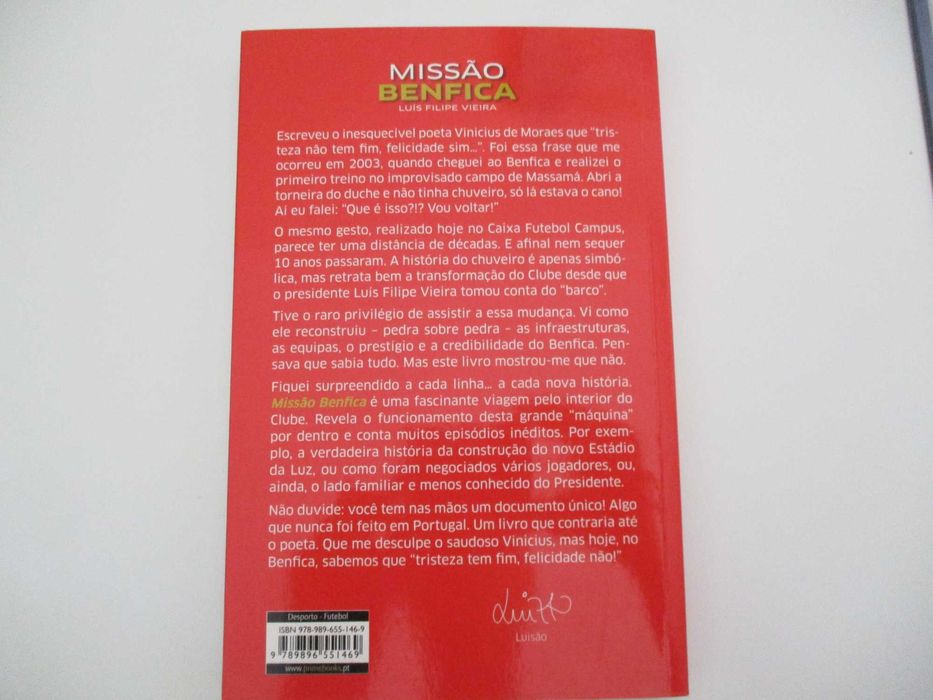 MISSÃO
BENFICA
LUÍS FILIPE VIEIRA
Escreveu o inesquecível poeta Vinicius de Moraes que “tris-
teza não tem fim, felicidade sim...”. Foi essa frase que me
ocorreu em 2003, quando cheguei ao Benfica e realizei o
primeiro treino no improvisado campo de Massamá. Abri a
torneira do duche e não tinha chuveiro, só lá estava o cano!
Aí eu falei: “Que é isso?!? Vou voltar!”
O mesmo gesto, realizado hoje no Caixa Futebol Campus,
parece ter uma distância de décadas. E afinal nem sequer
10 anos passaram. A história do chuveiro é apenas simbó-
lica, mas retrata bem a transformação do Clube desde que
o presidente Luís Filipe Vieira tomou conta do “barco”.
Tive o raro privilégio de assistir a essa mudança. Vi como
ele reconstruiu – pedra sobre pedra – as infraestruturas,
as equipas, o prestígio e a credibilidade do Benfica. Pen-
sava que sabia tudo. Mas este livro mostrou-me que não.
Fiquei surpreendido a cada linha... a cada nova história.
Missão Benfica é uma fascinante viagem pelo interior do
Clube. Revela o funcionamento desta grande “máquina”
por dentro e conta muitos episódios inéditos. Por exem-
plo, a verdadeira história da construção do novo Estádio
da Luz, ou como foram negociados vários jogadores, ou,
ainda, o lado familiar e menos conhecido do Presidente.
Não duvide: você tem nas mãos um documento único! Algo
que nunca foi feito em Portugal. Um livro que contraria até
o poeta. Que me desculpe o saudoso Vinicius, mas hoje, no
Benfica, sabemos que “tristeza tem fim, felicidade não!”
Luisão
Desporto - Futebol
ISBN 978-989-655-146-9
9 789896 551469
www.primebooks.pt